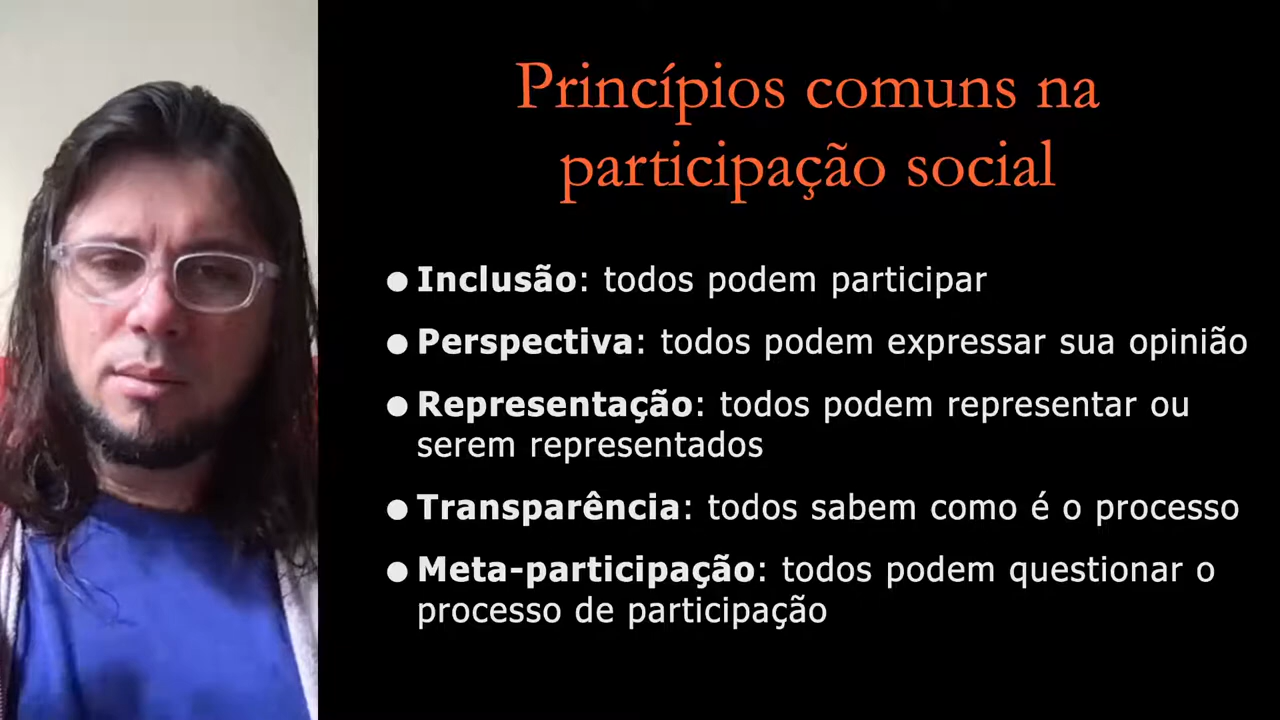 Princípios comuns na
participação social
● Inclusão: todos podem participar
● Perspectiva: todos podem expressar sua opinião
● Representação: todos podem representar ou
serem representados
● Transparência: todos sabem como é o processo
● Meta-participação: todos podem questionar o
processo de participação